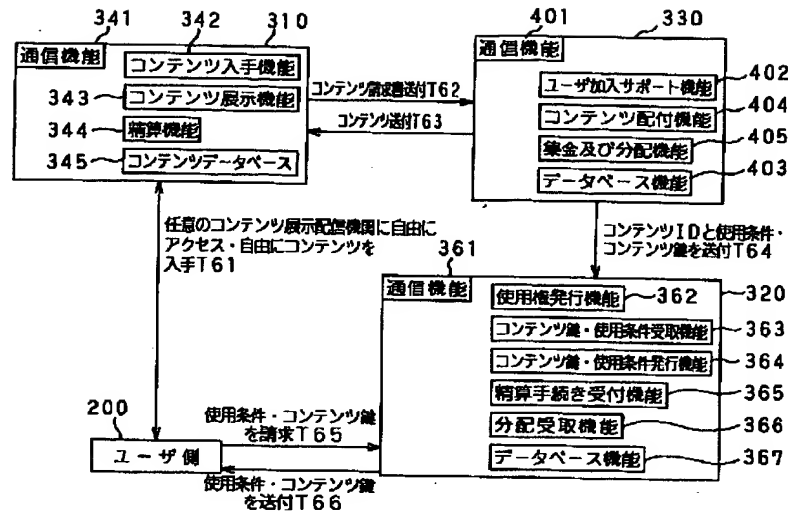 341
342
310
通信機能
コンテンツ入手機能
343
コンテンツ展示機能
344
精算機能
345
コンテンツデータベース
コンテンツ請求書送付T62
コンテンツ送付T63
401
330
通信機能
ユーザ加入サポート機能
402
コンテンツ配付機能
404
集金及び分配機能
405
データベース機能
403
任意のコンテンツ展示配信機関に自由に
アクセス・自由にコンテンツを
入手T61
コンテンツIDと使用条件・
コンテンツ鍵を送付T64
361
通信機能
320
使用権発行機能
362
コンテンツ鍵・使用条件受取機能
363
コンテンツ鍵・使用条件発行機能
364
精算手続き受付機能
365
分配受取機能
366
データベース機能
367
200
ユーザ側
使用条件・コンテンツ鍵
を請求T65
使用条件・コンテンツ鍵
を送付T66